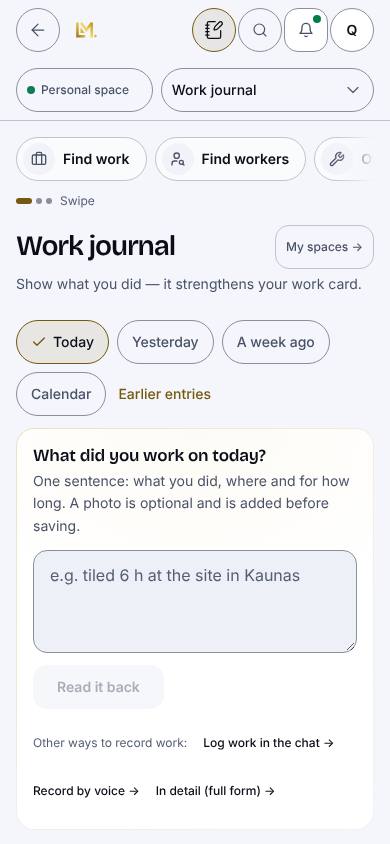 LM.
Q
Personal space
Work journal
Find work
Find workers
Swipe
Work journal
My spaces →
Show what you did — it strengthens your work card.
Today
Yesterday
A week ago
Calendar
Earlier entries
What did you work on today?
One sentence: what you did, where and for how
long. A photo is optional and is added before
saving.
e.g. tiled 6 h at the site in Kaunas
Read it back
Other ways to record work:
Log work in the chat →
Record by voice →
In detail (full form) →